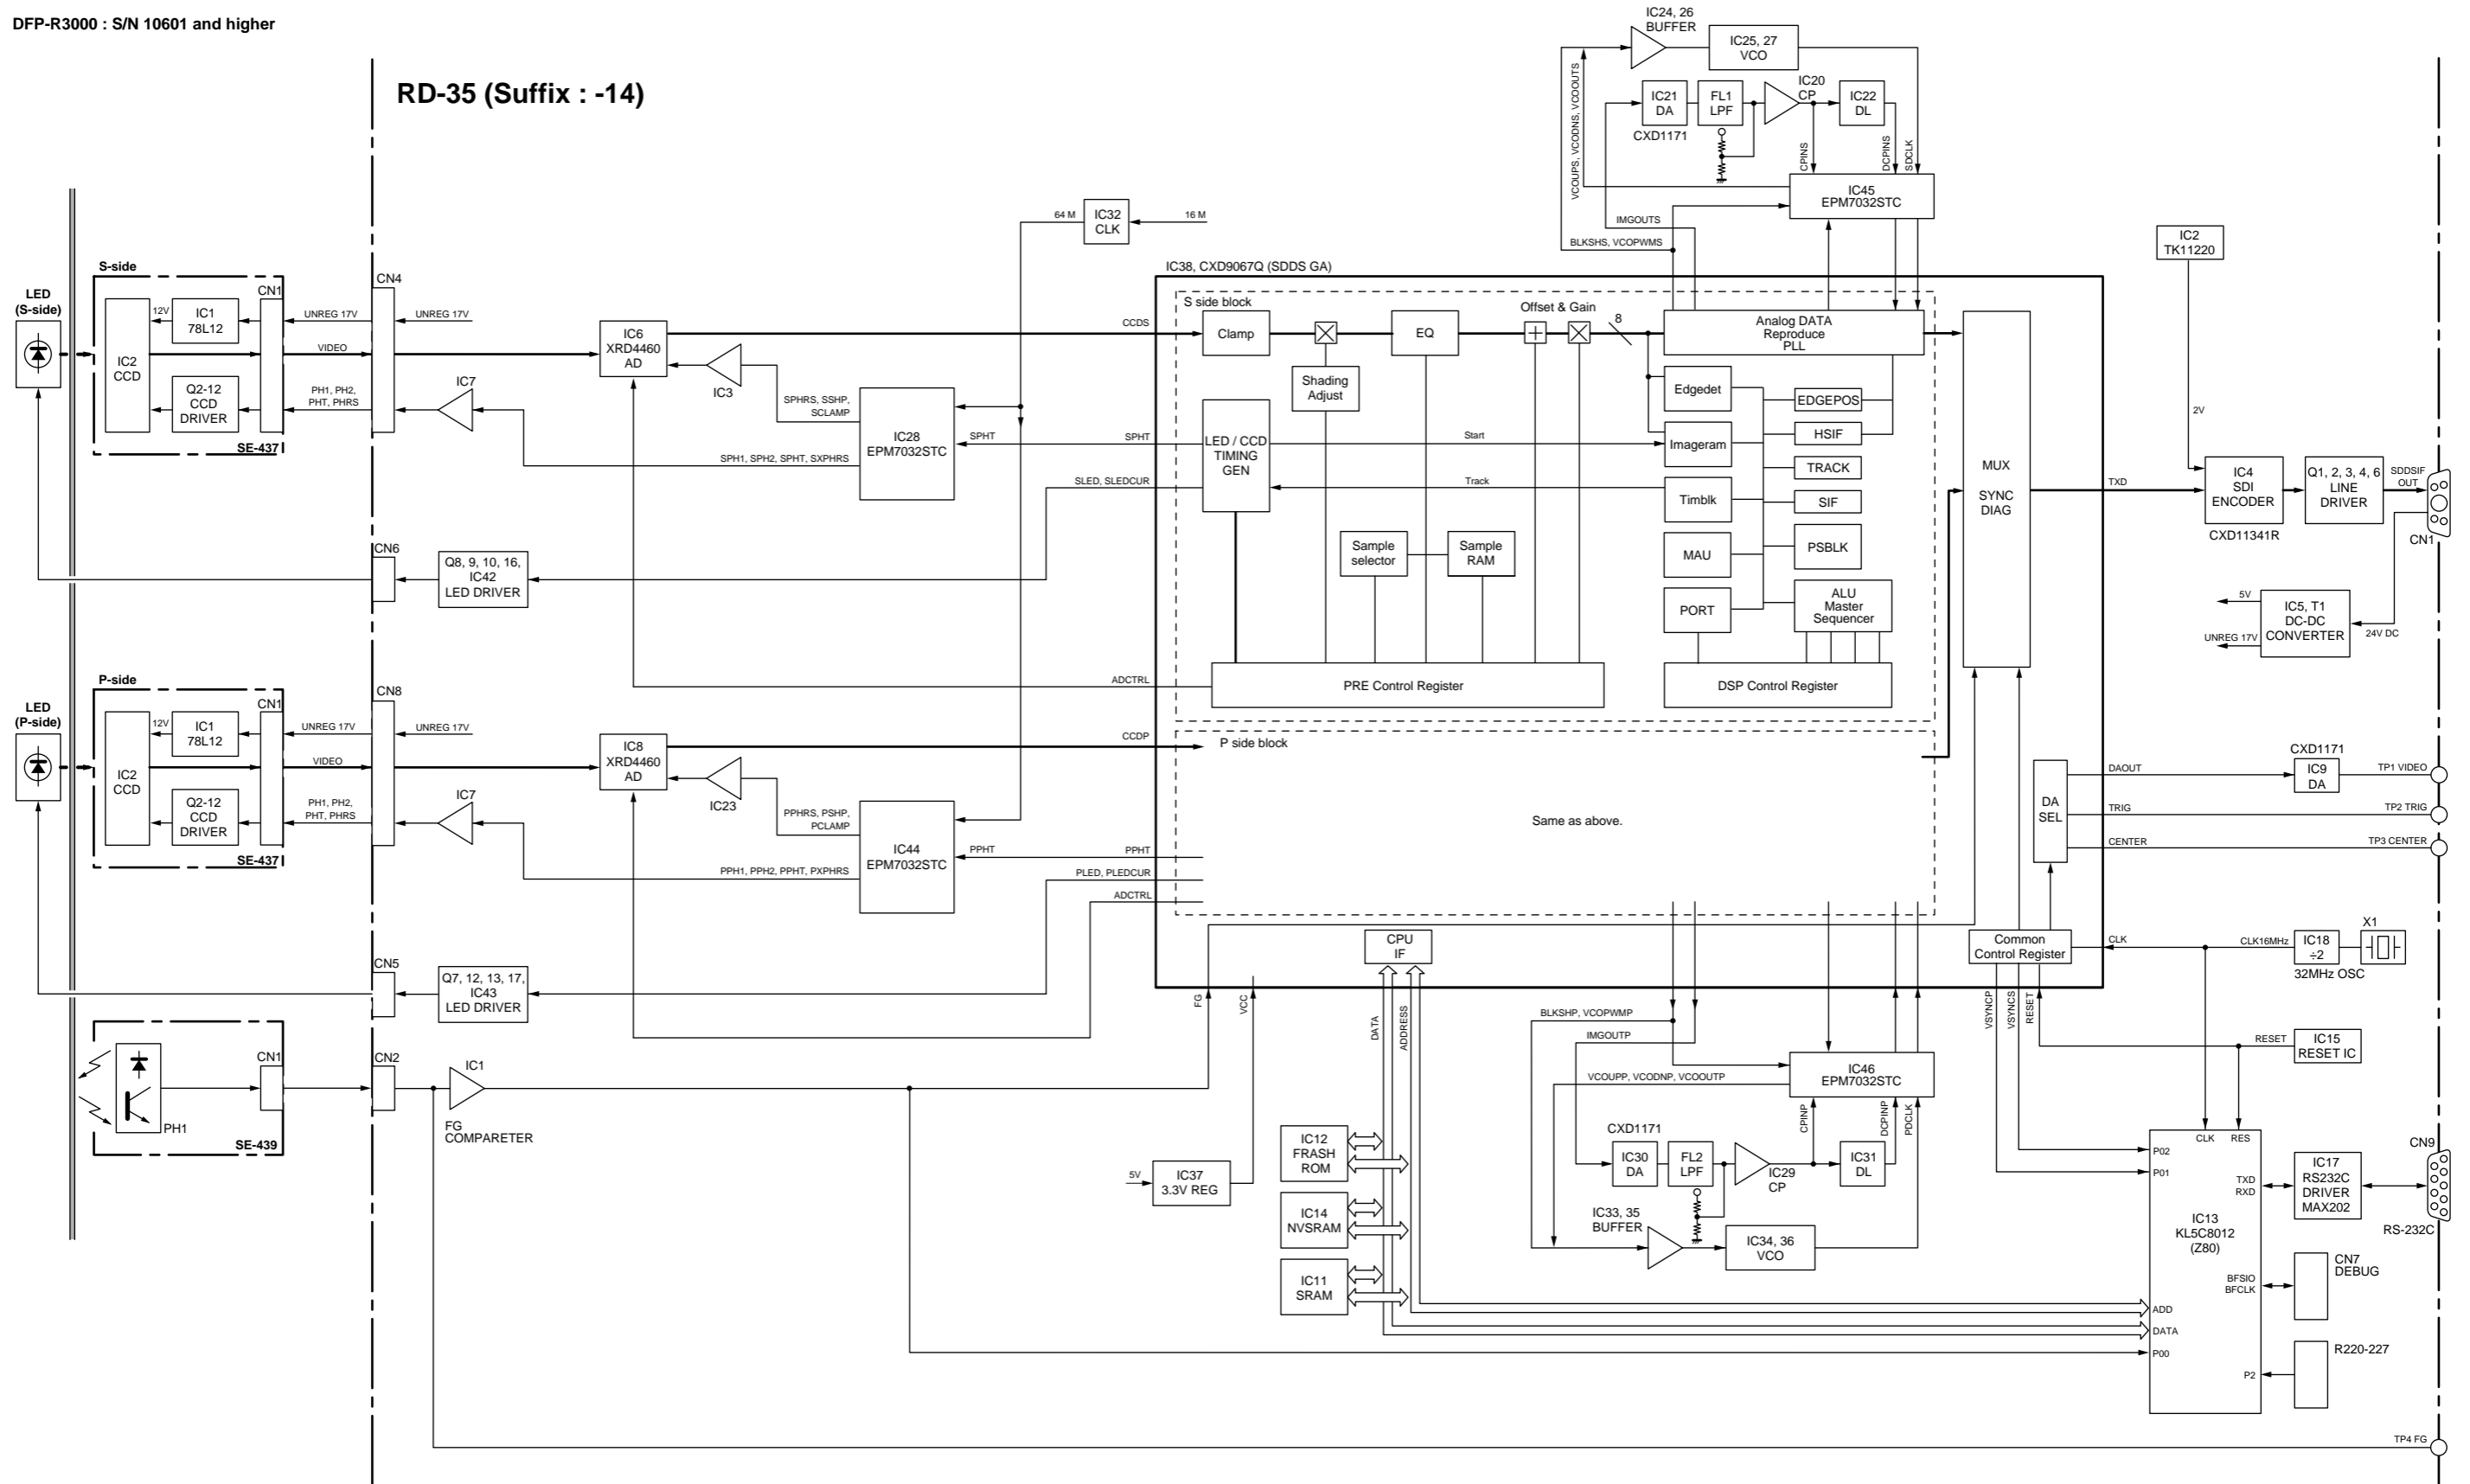 DFP-R3000 : S/N 10601 and higher
RD-35 (Suffix : -14)
IC24, 26
BUFFER
IC25, 27
VCO
VCOUPS, VCODNS, VCOOUTS
IC21
DA
CXD1171
FL1
LPF
IC20
CP
IC22
DL
CPINS
DCPINS
SDCLK
IC45
EPM7032STC
IMGOUTS
BLKSHS, VCOPWMS
64 M
IC32
CLK
16 M
IC2
TK11220
2V
LED
(S-side)
S-side
IC2
CCD
12V
IC1
78L12
CN1
Q2-12
CCD
DRIVER
SE-437
UNREG 17V
VIDEO
PH1, PH2,
PHT, PHRS
CN4
UNREG 17V
IC7
IC6
XRD4460
AD
IC3
SPHRS, SSHP,
SCLAMP
IC28
EPM7032STC
SPH1, SPH2, SPHT, SXPHRS
SPHT
CCDS
SPHT
SLED, SLEDCUR
CN6
Q8, 9, 10, 16,
IC42
LED DRIVER
ADCTRL
IC38, CXD9067Q (SDDS GA)
S side block
Clamp
Shading
Adjust
EQ
Offset & Gain
8
Analog DATA
Reproduce
PLL
LED / CCD
TIMING
GEN
Start
Track
Edgedet
Imageram
Timblk
MAU
PORT
EDGEPOS
HSIF
TRACK
SIF
PSBLK
ALU
Master
Sequencer
Sample
selector
Sample
RAM
PRE Control Register
DSP Control Register
MUX
SYNC
DIAG
TXD
IC4
SDI
ENCODER
CXD11341R
Q1, 2, 3, 4, 6
LINE
DRIVER
SDDSIF
OUT
CN1
5V
UNREG 17V
IC5, T1
DC-DC
CONVERTER
24V DC
LED
(P-side)
P-side
IC2
CCD
12V
IC1
78L12
CN1
Q2-12
CCD
DRIVER
SE-437
UNREG 17V
VIDEO
PH1, PH2,
PHT, PHRS
CN8
UNREG 17V
IC7
IC8
XRD4460
AD
IC23
PPHRS, PSHP,
PCLAMP
IC44
EPM7032STC
PPH1, PPH2, PPHT, PXPHRS
PPHT
CCDP
PPHT
PLED, PLEDCUR
ADCTRL
P side block
Same as above.
DA
SEL
DAOUT
TRIG
CENTER
CXD1171
IC9
DA
TP1 VIDEO
TP2 TRIG
TP3 CENTER
CPU
IF
Common
Control Register
CLK
CLK16MHz
IC18
÷2
X1
32MHz OSC
CN5
Q7, 12, 13, 17,
IC43
LED DRIVER
FG
VCC
DATA
ADDRESS
VSYNCP
VSYNCS
RESET
RESET
IC15
RESET IC
PH1
CN1
SE-439
CN2
IC1
FG
COMPARETER
BLKSHP, VCOPWMP
IMGOUTP
VCOUPP, VCODNP, VCOOUTP
IC46
EPM7032STC
CPINP
DCPINP
PDCLK
CXD1171
IC30
DA
FL2
LPF
IC29
CP
IC31
DL
IC33, 35
BUFFER
IC34, 36
VCO
5V
IC37
3.3V REG
IC12
FRASH
ROM
IC14
NVSRAM
IC11
SRAM
CLK
RES
P02
P01
TXD
RXD
IC13
KL5C8012
(Z80)
BFSIO
BFCLK
ADD
DATA
P00
P2
IC17
RS232C
DRIVER
MAX202
CN9
RS-232C
CN7
DEBUG
R220-227
TP4 FG